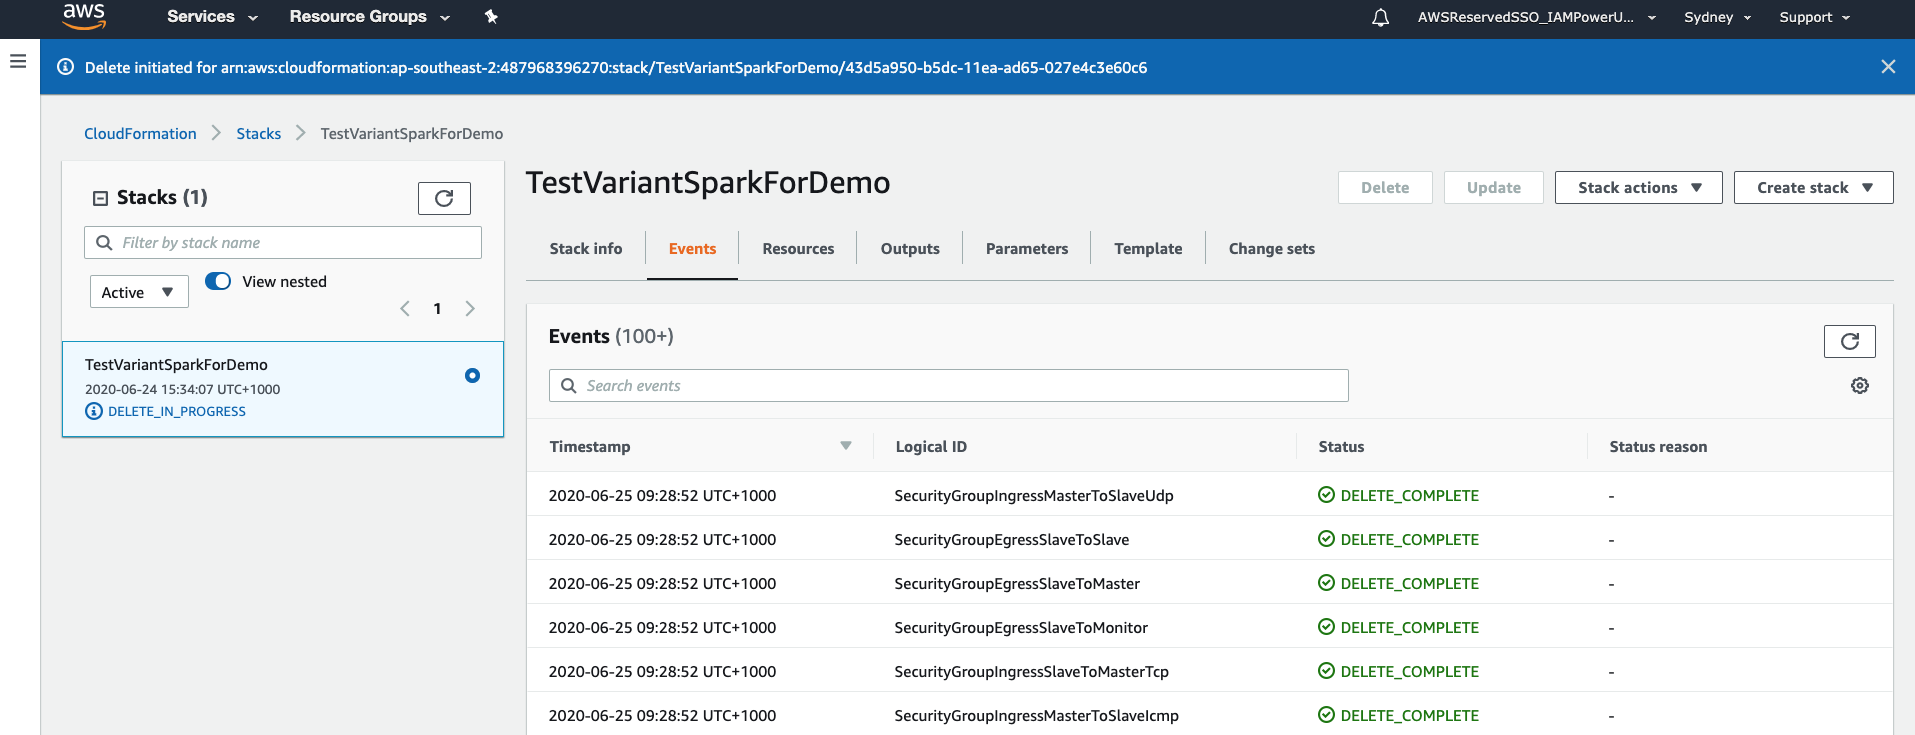 aws Services Resource Groups AWSReservedSSO_IAMPowerU... Sydney Support
Delete initiated for arn:aws:cloudformation:ap-southeast-2:487968396270:stack/TestVariantSparkForDemo/43d5a950-b5dc-11ea-ad65-027e4c3e60c6
CloudFormation Stacks TestVariantSparkForDemo
Stacks (1)
Filter by stack name
Active View nested
1
TestVariantSparkForDemo
2020-06-24 15:34:07 UTC+1000
DELETE_IN_PROGRESS
TestVariantSparkForDemo
Delete Update Stack actions Create stack
Stack info Events Resources Outputs Parameters Template Change sets
Events (100+)
Search events
Timestamp Logical ID Status Status reason
2020-06-25 09:28:52 UTC+1000 SecurityGroupIngressMasterToSlaveUdp DELETE_COMPLETE -
2020-06-25 09:28:52 UTC+1000 SecurityGroupEgressSlaveToSlave DELETE_COMPLETE -
2020-06-25 09:28:52 UTC+1000 SecurityGroupEgressSlaveToMaster DELETE_COMPLETE -
2020-06-25 09:28:52 UTC+1000 SecurityGroupEgressSlaveToMonitor DELETE_COMPLETE -
2020-06-25 09:28:52 UTC+1000 SecurityGroupIngressSlaveToMasterTcp DELETE_COMPLETE -
2020-06-25 09:28:52 UTC+1000 SecurityGroupIngressMasterToSlaveIcmp DELETE_COMPLETE -